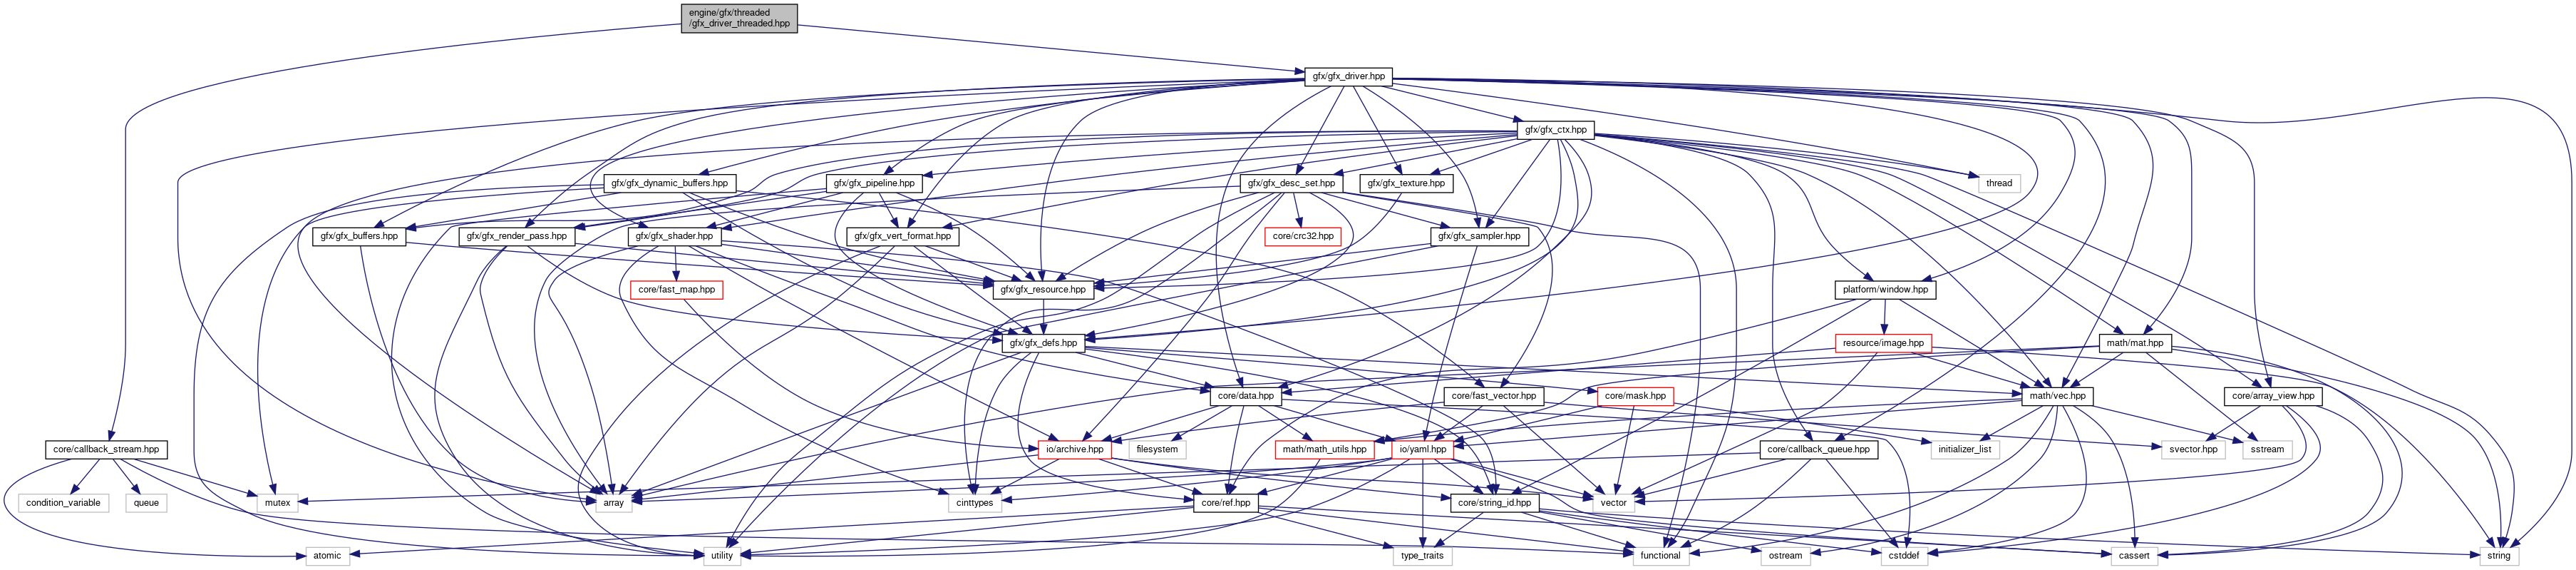 engine/gfx/threaded
/gfx_driver_threaded.hpp
gfx/gfx_driver.hpp
gfx/gfx_ctx.hpp
gfx/gfx_dynamic_buffers.hpp
gfx/gfx_pipeline.hpp
gfx/gfx_desc_set.hpp
gfx/gfx_texture.hpp
thread
gfx/gfx_buffers.hpp
gfx/gfx_render_pass.hpp
gfx/gfx_shader.hpp
gfx/gfx_vert_format.hpp
core/crc32.hpp
gfx/gfx_sampler.hpp
core/fast_map.hpp
gfx/gfx_resource.hpp
platform/window.hpp
gfx/gfx_defs.hpp
resource/image.hpp
math/mat.hpp
core/data.hpp
core/fast_vector.hpp
core/mask.hpp
math/vec.hpp
core/array_view.hpp
core/callback_stream.hpp
io/archive.hpp
filesystem
math/math_utils.hpp
io/yaml.hpp
core/callback_queue.hpp
initializer_list
svector.hpp
sstream
condition_variable
queue
mutex
array
cinttypes
core/ref.hpp
core/string_id.hpp
vector
atomic
utility
type_traits
functional
ostream
cstddef
cassert
string